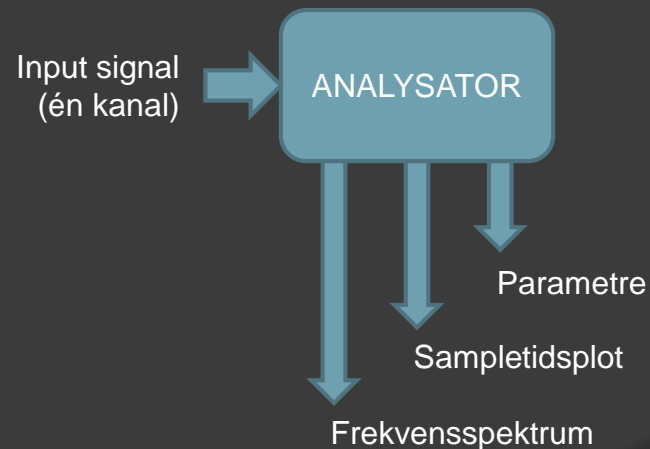 Input signal
(én kanal)
ANALYSATOR
Parametre
Sampletidsplot
Frekvensspektrum